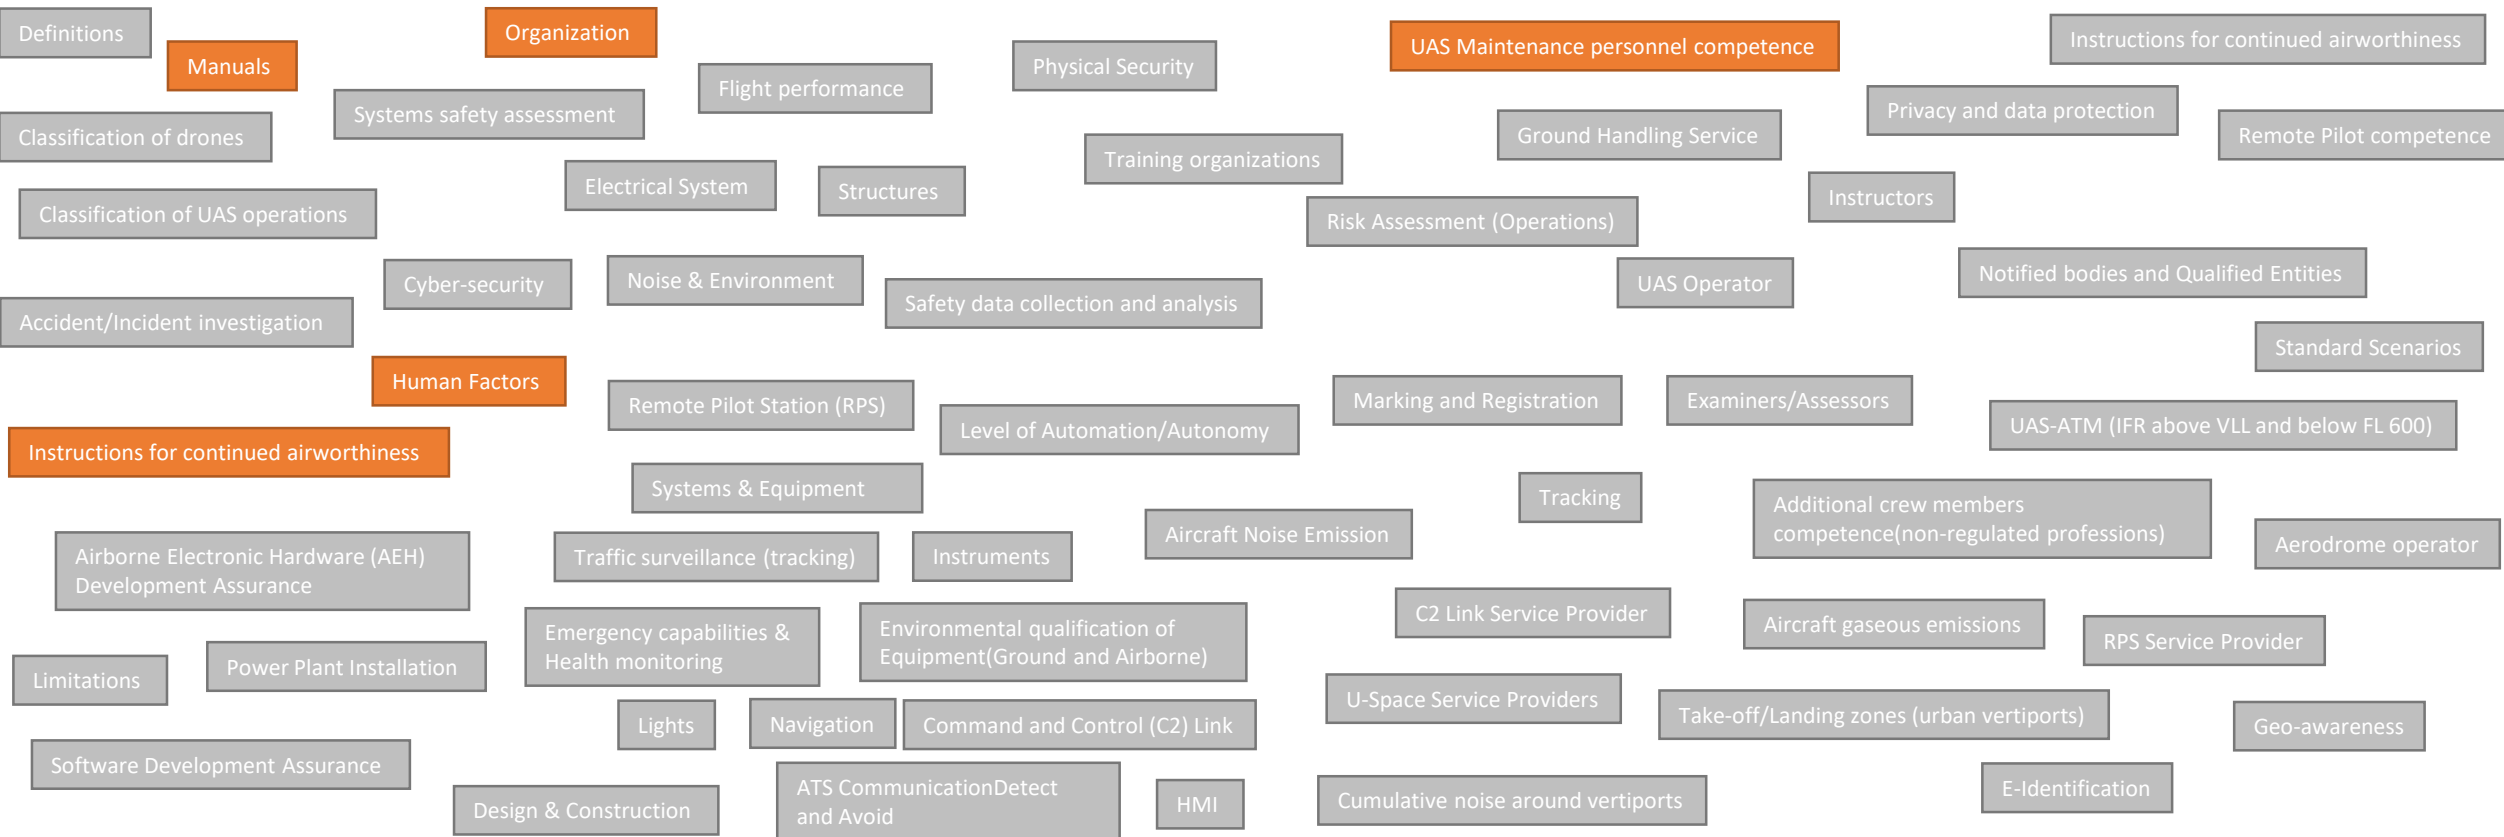 Definitions
Manuals
Organization
Flight performance
Physical Security
UAS Maintenance personnel competence
Instructions for continued airworthiness
Classification of drones
Systems safety assessment
Training organizations
Ground Handling Service
Privacy and data protection
Remote Pilot competence
Classification of UAS operations
Electrical System
Structures
Risk Assessment (Operations)
Instructors
Cyber-security
Noise & Environment
Safety data collection and analysis
UAS Operator
Notified bodies and Qualified Entities
Accident/Incident investigation
Standard Scenarios
Human Factors
Remote Pilot Station (RPS)
Level of Automation/Autonomy
Marking and Registration
Examiners/Assessors
UAS-ATM (IFR above VLL and below FL 600)
Instructions for continued airworthiness
Systems & Equipment
Tracking
Additional crew members
competence(non-regulated professions)
Airborne Electronic Hardware (AEH)
Development Assurance
Traffic surveillance (tracking)
Instruments
Aircraft Noise Emission
Aerodrome operator
Emergency capabilities &
Health monitoring
Environmental qualification of
Equipment(Ground and Airborne)
C2 Link Service Provider
Aircraft gaseous emissions
RPS Service Provider
Limitations
Power Plant Installation
Lights
Navigation
Command and Control (C2) Link
U-Space Service Providers
Take-off/Landing zones (urban vertiports)
Geo-awareness
Software Development Assurance
Design & Construction
ATS CommunicationDetect
and Avoid
HMI
Cumulative noise around vertiports
E-Identification